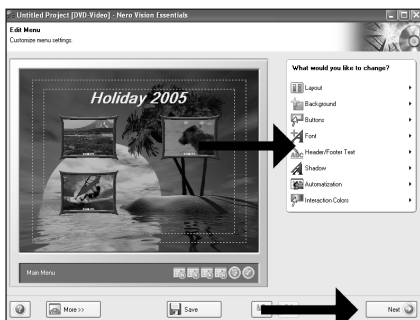 Untitled Project [DVD-Video] - Nero Vision Essentials
Edit Menu
Customize menu settings.
What would you like to change?
Holiday 2005
Layout
Background
Buttons
Font
Header/Footer Text
Shadow
Automatization
Interaction Colors
Main Menu
More >>
Save
Next